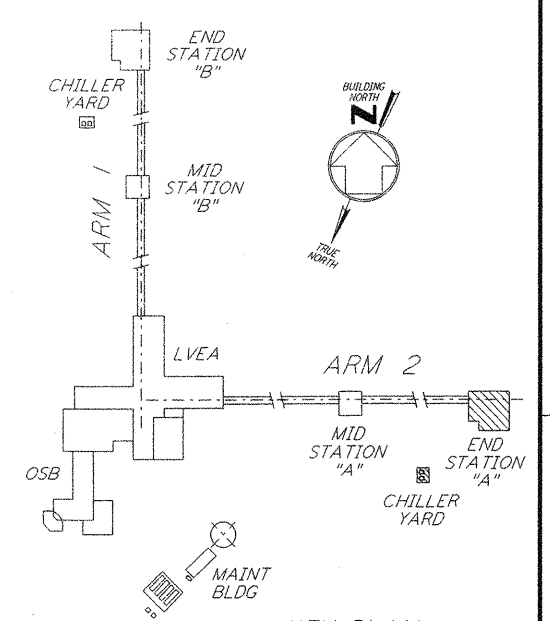 END
STATION
"B"
CHILLER
YARD
BUILDING
NORTH
N
MID
STATION
"B"
ARM 1
TRUE
NORTH
LVEA
ARM 2
MID
STATION
"A"
END
STATION
"A"
OSB
CHILLER
YARD
MAINT
BLDG